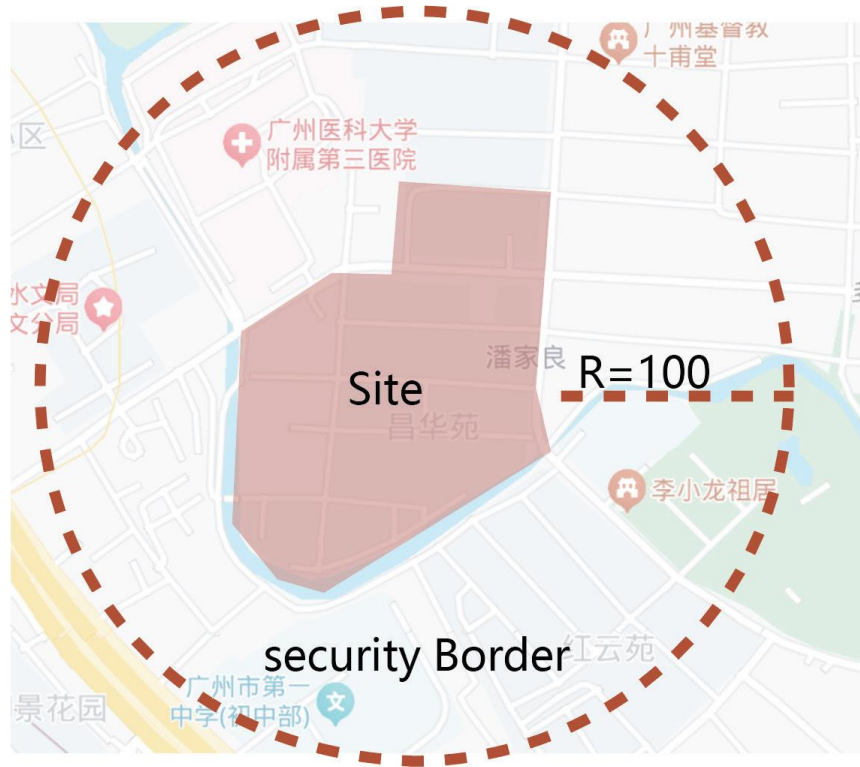 广州基督教
十甫堂
小区
广州医科大学
附属第三医院
水文局
文分局
多
潘家良
R=100
Site
昌华苑
李小龙祖居
security Border
红云苑
广州市第一
中学(初中部)
景花园